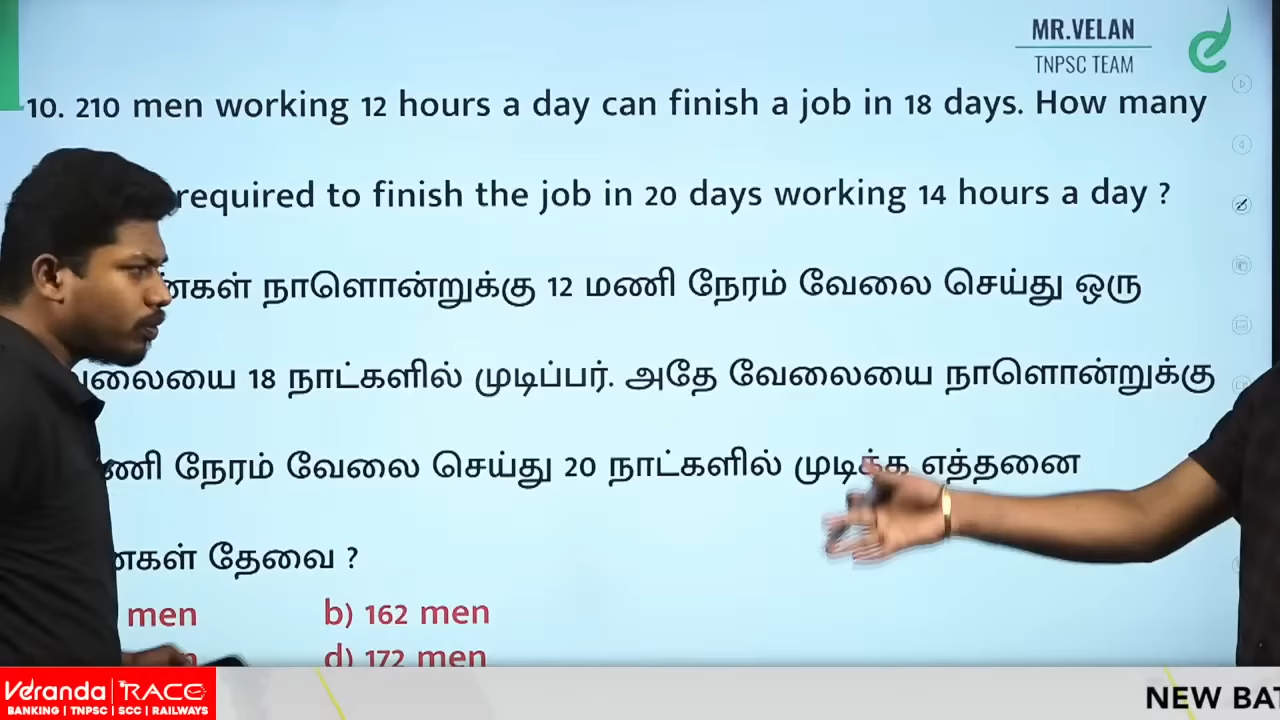 MR.VELAN
TNPSC TEAM
10. 210 men working 12 hours a day can finish a job in 18 days. How many
required to finish the job in 20 days working 14 hours a day ?
நாளொன்றுக்கு 12 மணி நேரம் வேலை செய்து ஒரு
18 நாட்களில் முடிப்பர். அதே வேலையை நாளொன்றுக்கு
நேரம் வேலை செய்து 20 நாட்களில் முடிக்க எத்தனை
தேவை ?
men
b) 162 men
d) 172 men
Veranda RACE
BANKING | TNPSC | SCC | RAILWAYS
NEW